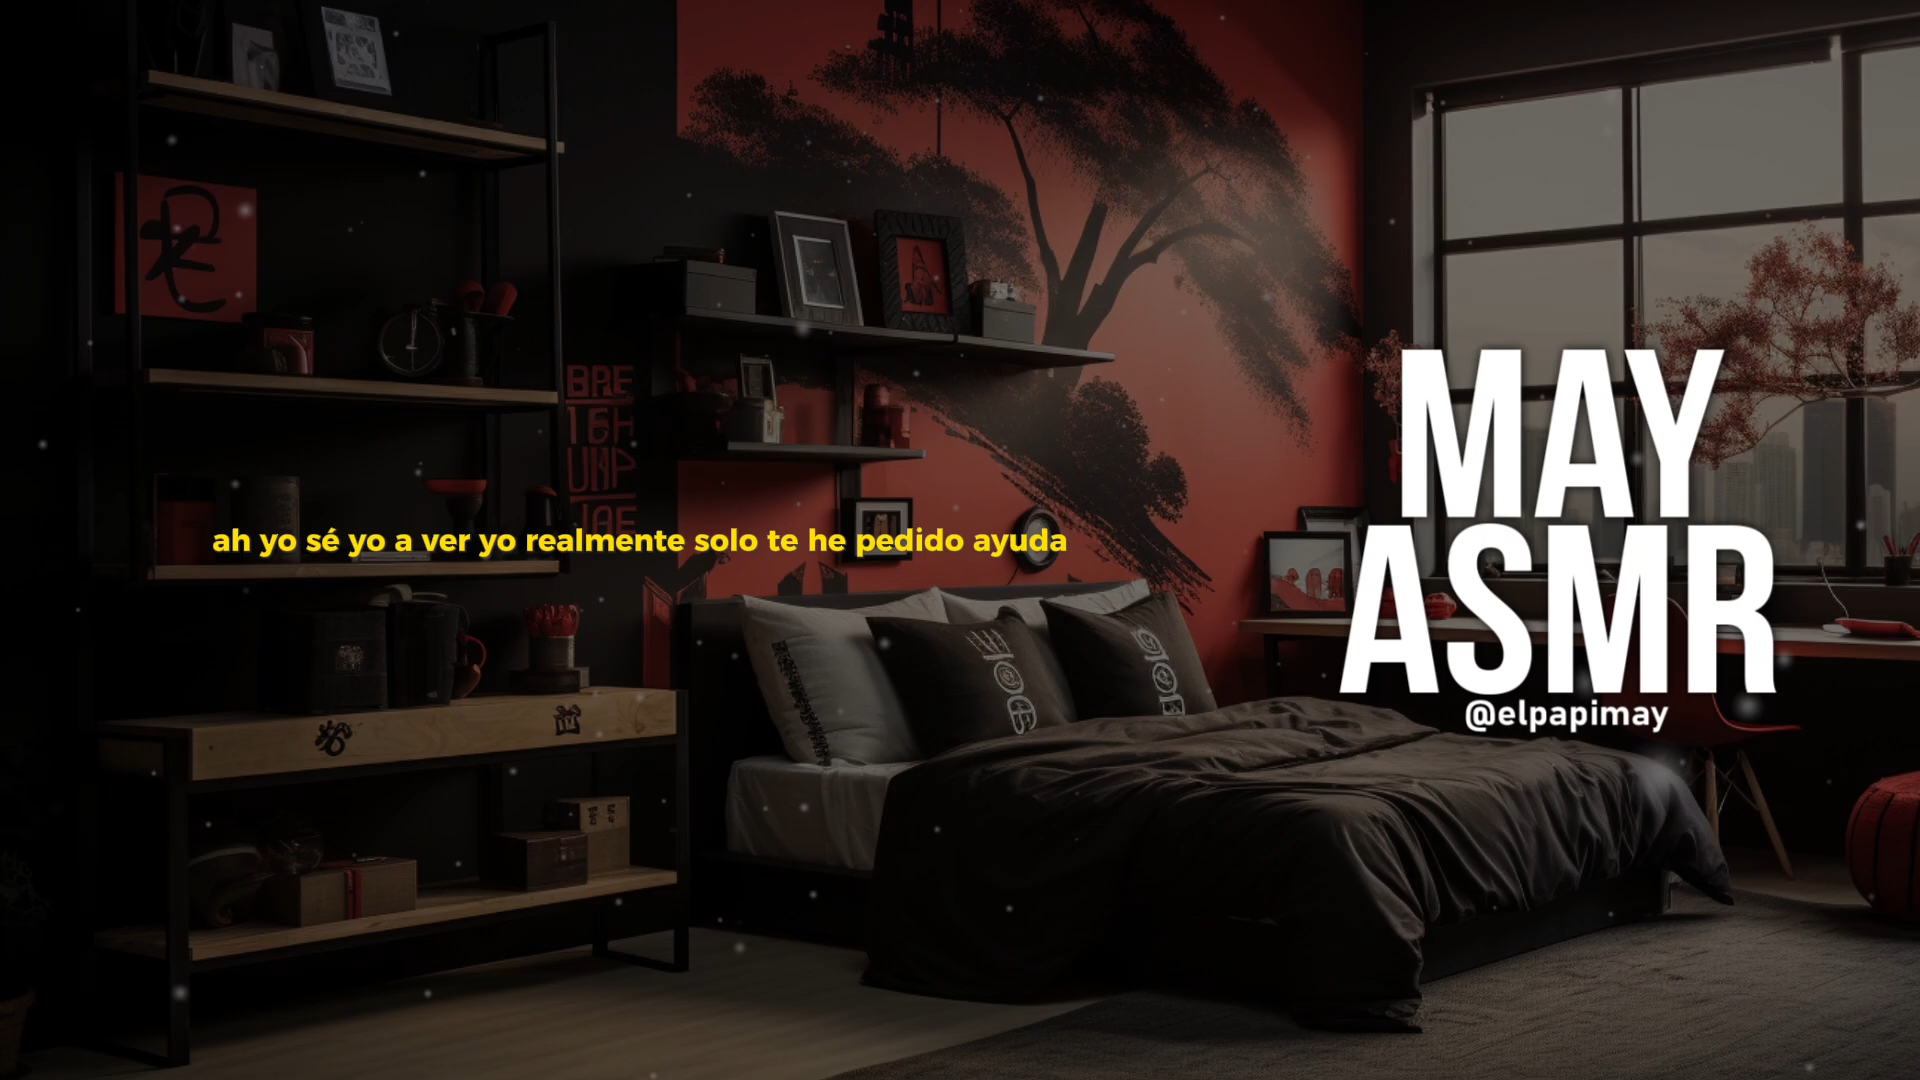 ah yo sé yo a ver yo realmente solo te he pedido ayuda
MAY
ASMR
@elpapimay